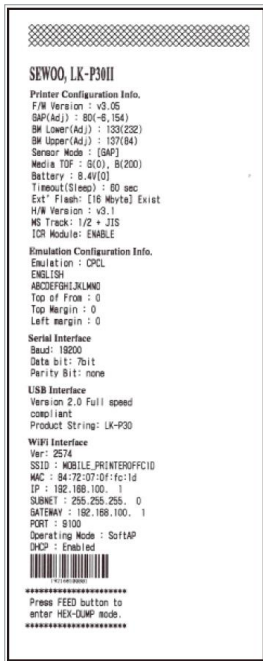 SEWOO, LK-P30II
Printer Configuration Info.
F/W Version : v3.05
GAP(Adj) : 80(-6,154)
BM Lower(Adj) : 133(232)
BM Upper(Adj) : 137(84)
Sensor Mode : [GAP]
Media TOF : G(0), B(200)
Battery : 8.4V[0]
Timeout(Sleep) : 60 sec
Ext' Flash: [16 Mbyte] Exist
H/W Version : v3.1
MS Track: 1/2 + JIS
ICR Module: ENABLE
Emulation Configuration Info.
Emulation : CPCL
ENGLISH
ABCDEFGHIJKLMNO
Top of From : 0
Top Margin : 0
Left margin : 0
Serial Interface
Baud: 19200
Data bit: 7bit
Parity Bit: none
USB Interface
Version 2.0 Full speed
compliant
Product String: LK-P30
WiFi Interface
Ver: 2574
SSID : MOBILE_PRINTEROFFC1D
MAC : 84:72:07:0f:fc:1d
IP : 192.168.100. 1
SUBNET : 255.255.255. 0
GATEWAY : 192.168.100. 1
PORT : 9100
Operating Mode : SoftAP
DHCP : Enabled
****************
Press FEED button to
enter HEX-DUMP mode.
****************